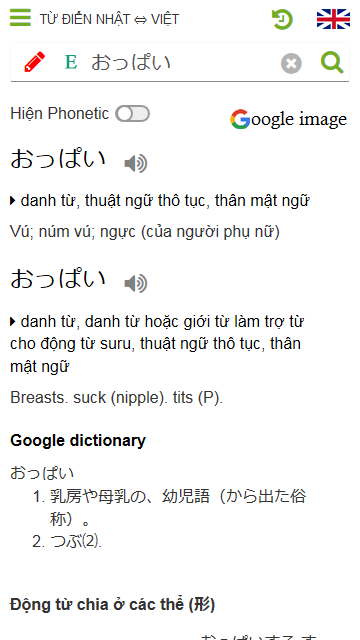 TỪ ĐIỂN NHẬT ⇔ VIỆT
E おっぱい
Hiện Phonetic
Google image
おっぱい
danh từ, thuật ngữ thô tục, thân mật ngữ
Vú; núm vú; ngực (của người phụ nữ)
おっぱい
danh từ, danh từ hoặc giới từ làm trợ từ
cho động từ suru, thuật ngữ thô tục, thân
mật ngữ
Breasts. suck (nipple). tits (P).
Google dictionary
おっぱい
1. 乳房や母乳の、幼児語（から出た俗
称）。
2. つぶ⑵.
Động từ chia ở các thể (形)